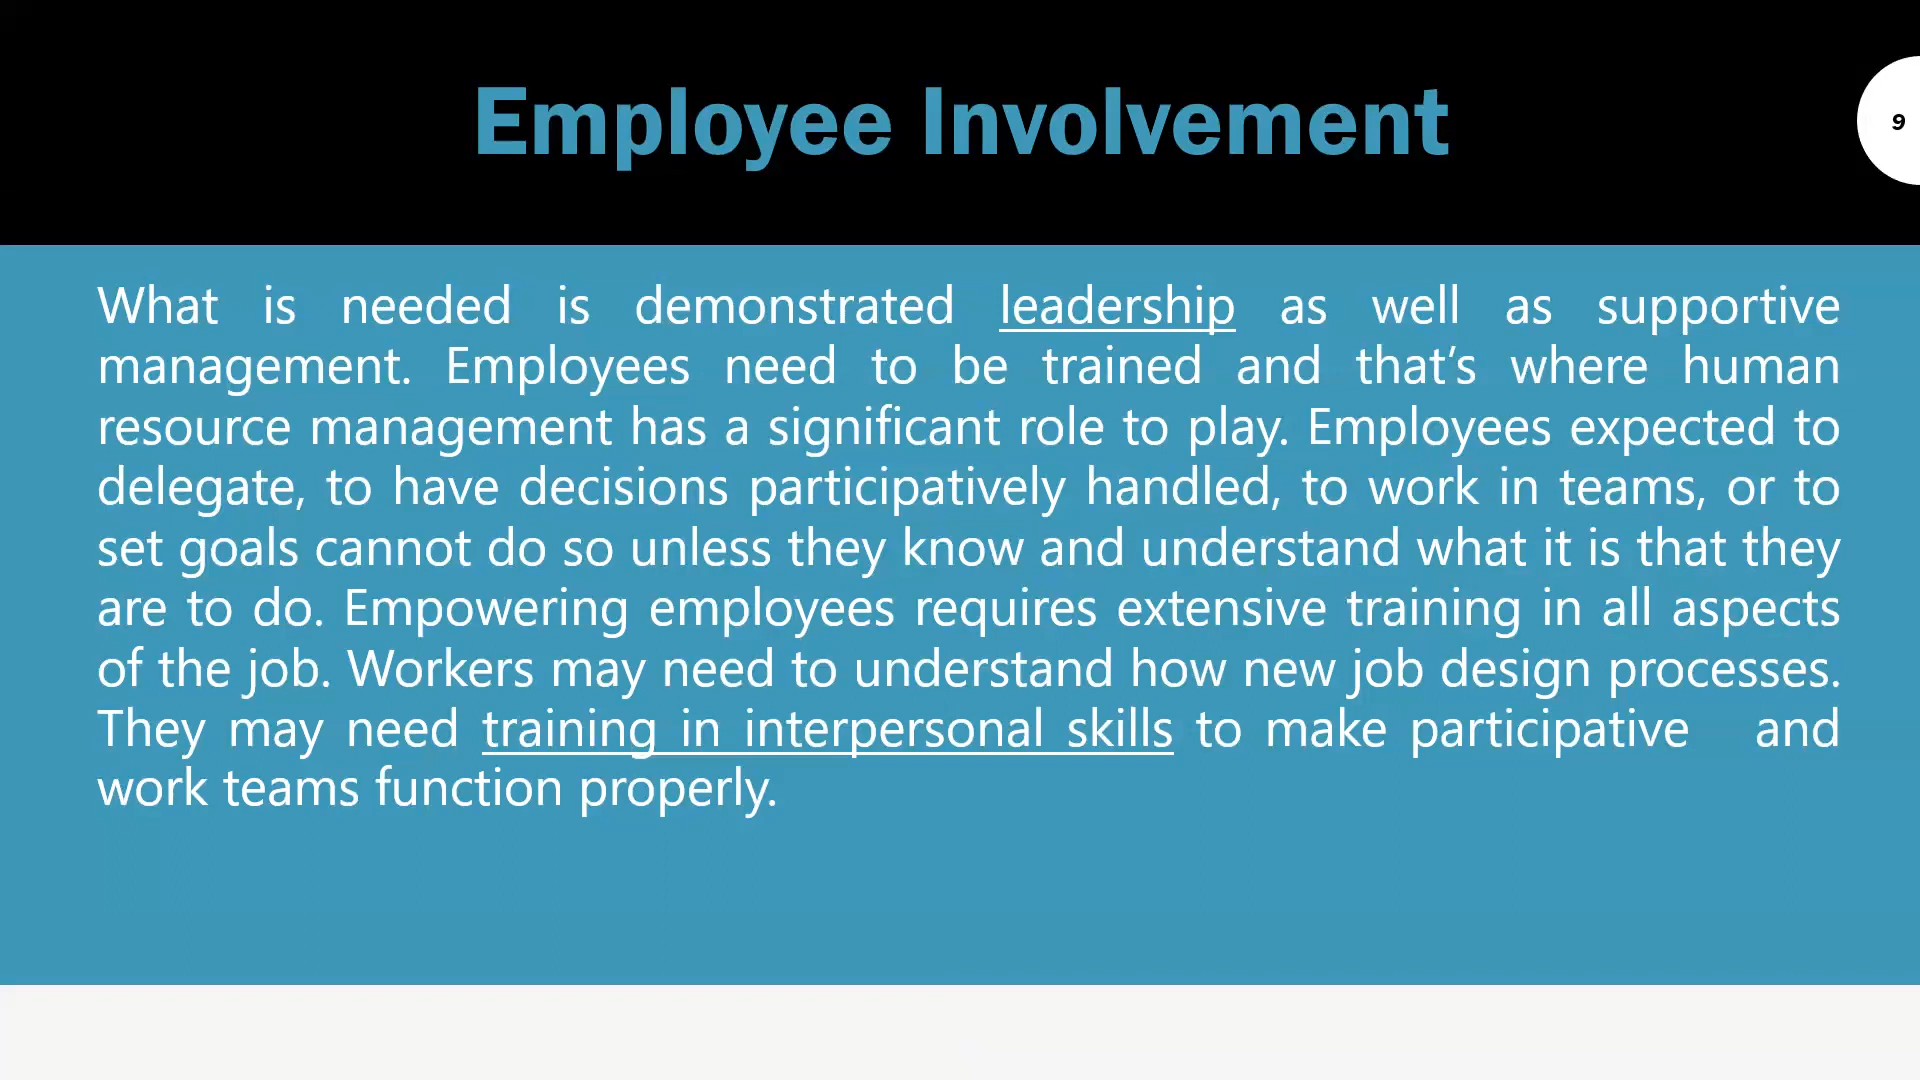 Employee Involvement
9
What is needed is demonstrated leadership as well as supportive
management. Employees need to be trained and that’s where human
resource management has a significant role to play. Employees expected to
delegate, to have decisions participatively handled, to work in teams, or to
set goals cannot do so unless they know and understand what it is that they
are to do. Empowering employees requires extensive training in all aspects
of the job. Workers may need to understand how new job design processes.
They may need training in interpersonal skills to make participative and
work teams function properly.